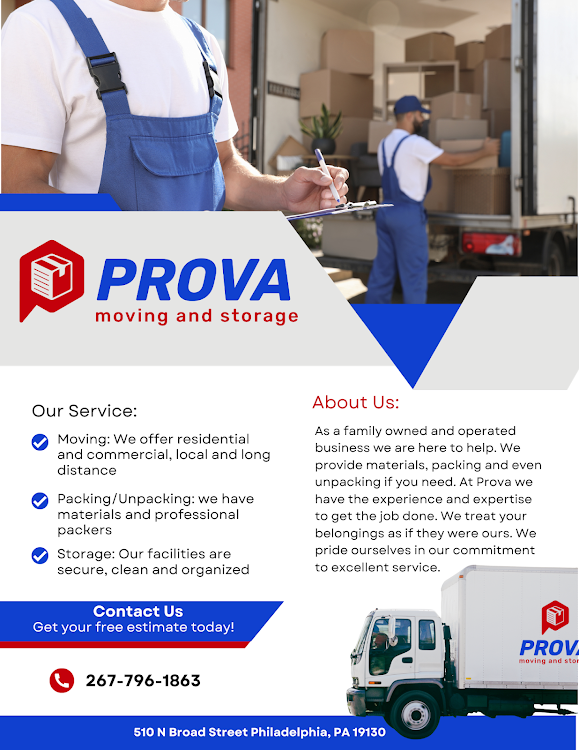 PROVA
moving and storage
Our Service:
Moving: We offer residential
and commercial, local and long
distance
Packing/Unpacking: we have
materials and professional
packers
Storage: Our facilities are
secure, clean and organized
About Us:
As a family owned and operated
business we are here to help. We
provide materials, packing and even
unpacking if you need. At Prova we
have the experience and expertise
to get the job done. We treat your
belongings as if they were ours. We
pride ourselves in our commitment
to excellent service.
Contact Us
Get your free estimate today!
267-796-1863
PROVA
moving and stor
510 N Broad Street Philadelphia, PA 19130